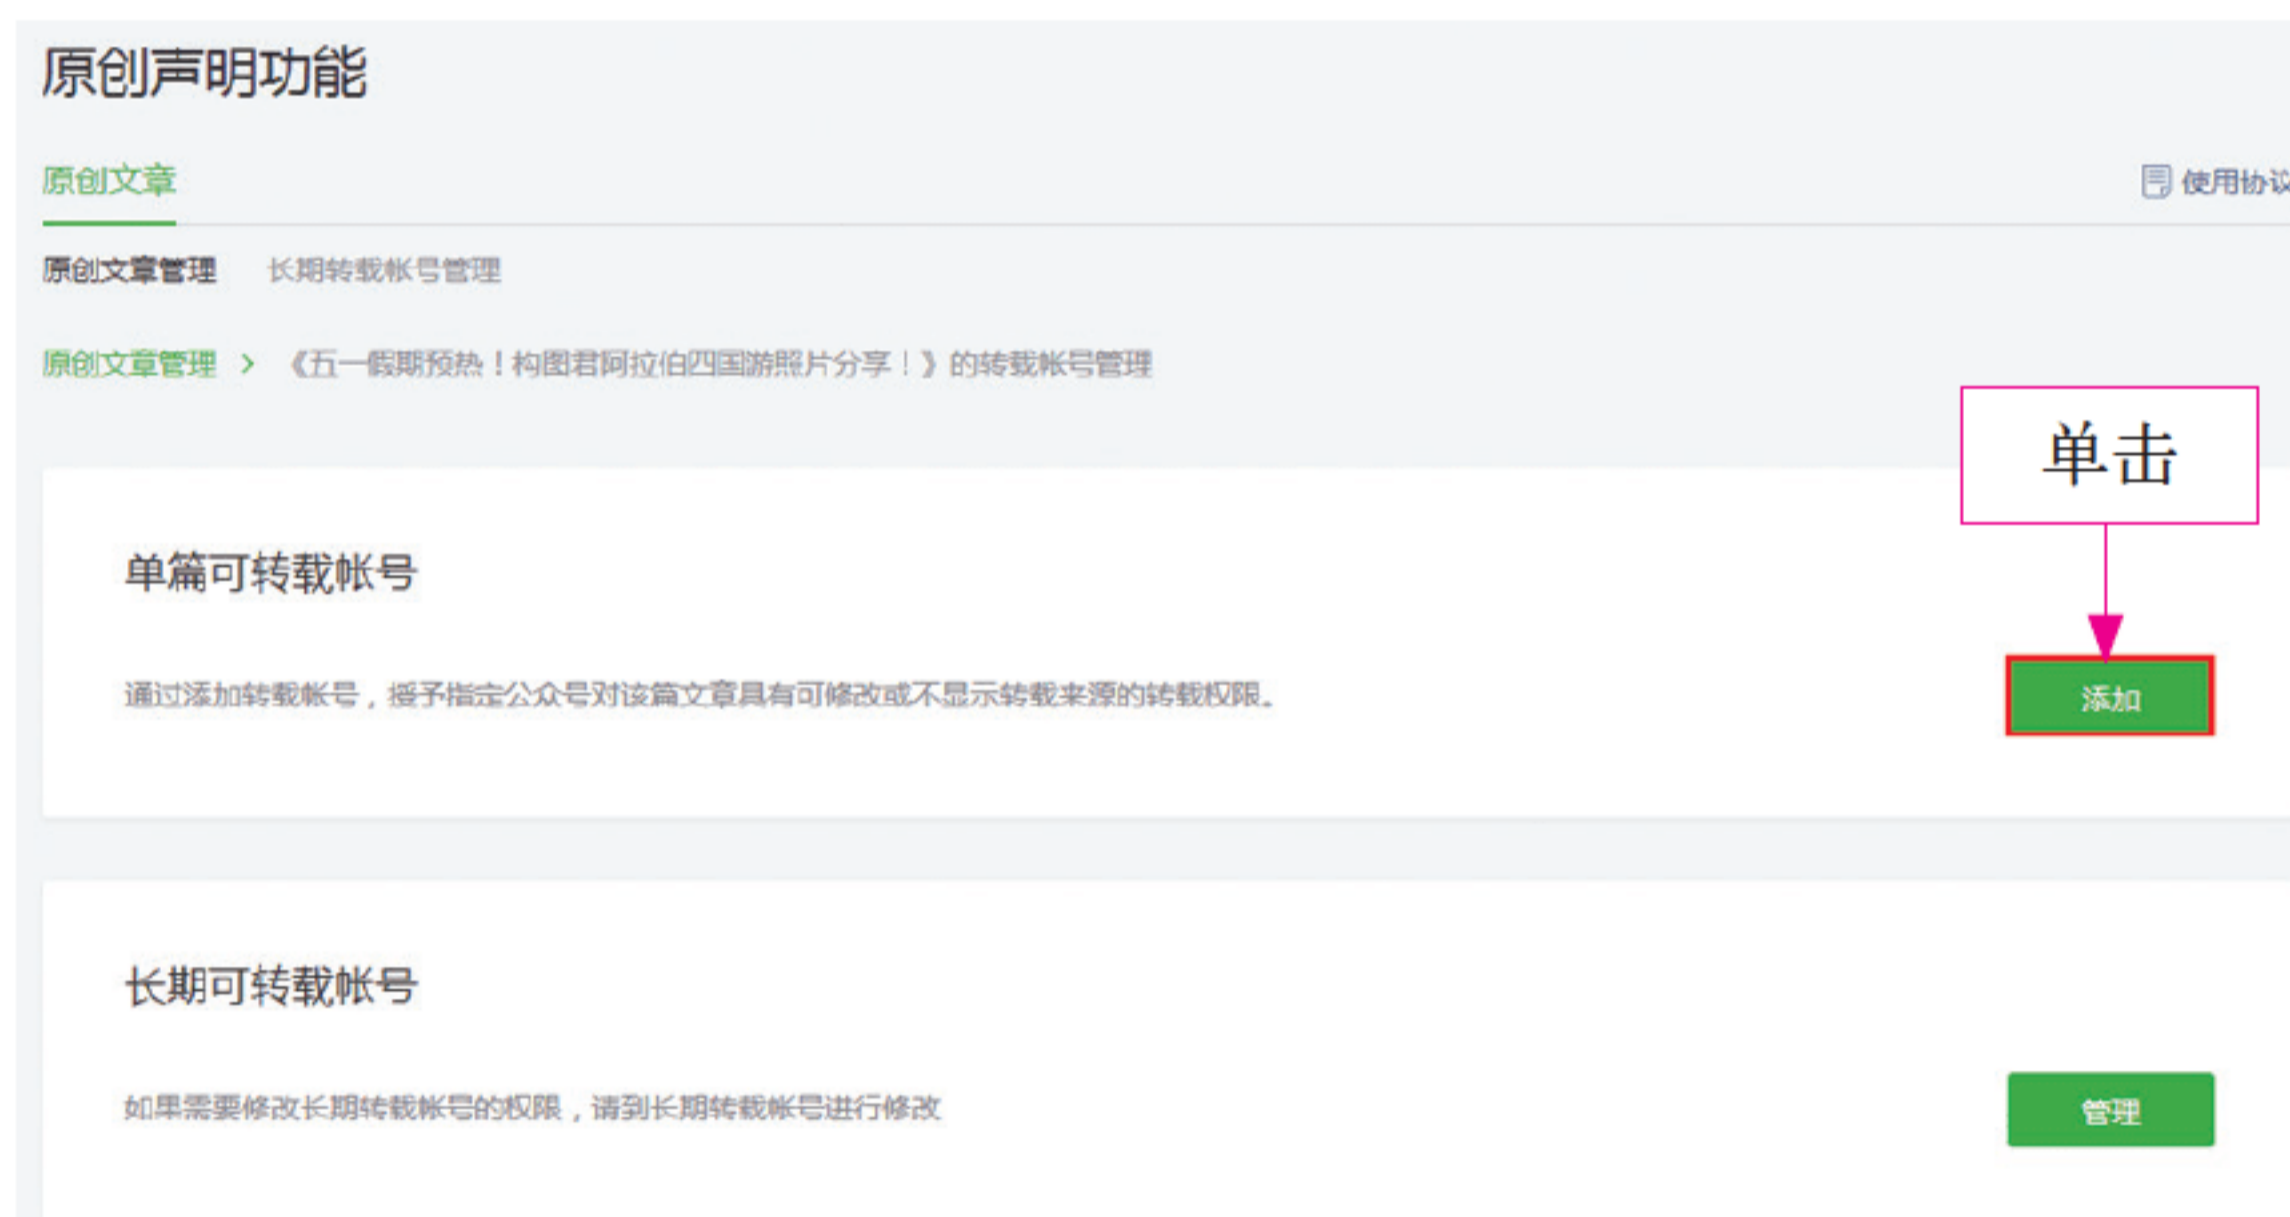 原创声明功能
原创文章
使用协议
原创文章管理 长期转载帐号管理
原创文章管理 > 《五一假期预热！构图君阿拉伯四国游照片分享！》的转载帐号管理
单击
单篇可转载帐号
通过添加转载帐号，授予指定公众号对该篇文章具有可修改或不显示转载来源的转载权限。
添加
长期可转载帐号
如果需要修改长期转载帐号的权限，请到长期转载帐号进行修改
管理